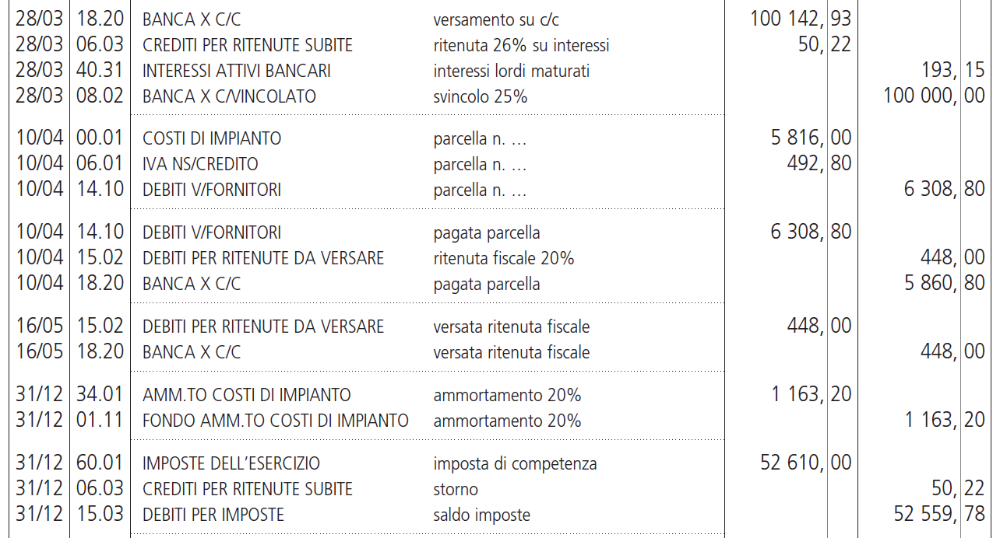 28/03 18.20 BANCA X C/C versamento su c/c 100 142, 93
28/03 06.03 CREDITI PER RITENUTE SUBITE ritenuta 26% su interessi 50, 22
28/03 40.31 INTERESSI ATTIVI BANCARI interessi lordi maturati 193, 15
28/03 08.02 BANCA X C/VINCOLATO svincolo 25% 100 000, 00
10/04 00.01 COSTI DI IMPIANTO parcella n. … 5 816, 00
10/04 06.01 IVA NS/CREDITO parcella n. … 492, 80
10/04 14.10 DEBITI V/FORNITORI parcella n. … 6 308, 80
10/04 14.10 DEBITI V/FORNITORI pagata parcella 6 308, 80
10/04 15.02 DEBITI PER RITENUTE DA VERSARE ritenuta fiscale 20% 448, 00
10/04 18.20 BANCA X C/C pagata parcella 5 860, 80
16/05 15.02 DEBITI PER RITENUTE DA VERSARE versata ritenuta fiscale 448, 00
16/05 18.20 BANCA X C/C versata ritenuta fiscale 448, 00
31/12 34.01 AMM.TO COSTI DI IMPIANTO ammortamento 20% 1 163, 20
31/12 01.11 FONDO AMM.TO COSTI DI IMPIANTO ammortamento 20% 1 163, 20
31/12 60.01 IMPOSTE DELL’ESERCIZIO imposta di competenza 52 610, 00
31/12 06.03 CREDITI PER RITENUTE SUBITE storno 50, 22
31/12 15.03 DEBITI PER IMPOSTE saldo imposte 52 559, 78